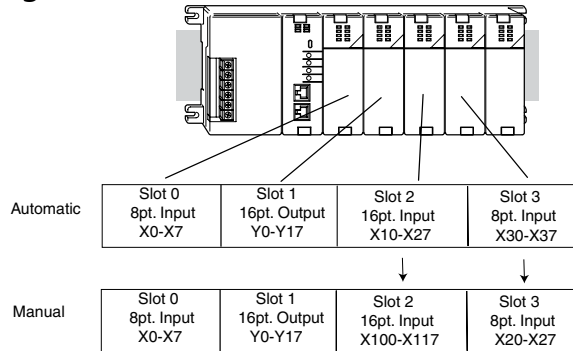 Automatic
Slot 0
8pt. Input
X0-X7
Slot 1
16pt. Output
Y0-Y17
Slot 2
16pt. Input
X10-X27
Slot 3
8pt. Input
X30-X37
Manual
Slot 0
8pt. Input
X0-X7
Slot 1
16pt. Output
Y0-Y17
Slot 2
16pt. Input
X100-X117
Slot 3
8pt. Input
X20-X27